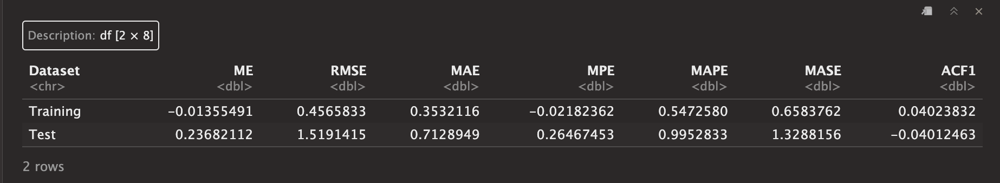 Description: df [2 × 8]
Dataset ME RMSE MAE MPE MAPE MASE ACF1
<chr> <dbl> <dbl> <dbl> <dbl> <dbl> <dbl> <dbl>
Training -0.01355491 0.4565833 0.3532116 -0.02182362 0.5472580 0.6583762 0.04023832
Test 0.23682112 1.5191415 0.7128949 0.26467453 0.9952833 1.3288156 -0.04012463
2 rows